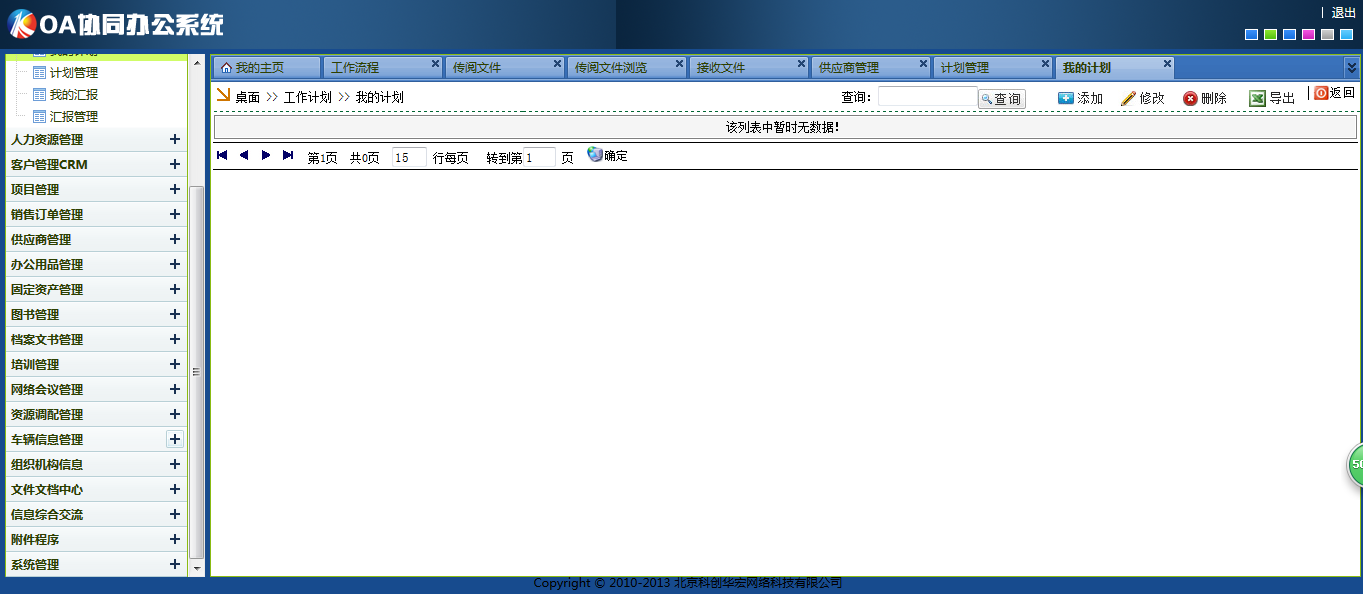 OA协同办公系统
| 退出
我的计划
计划管理
我的汇报
汇报管理
人力资源管理
客户管理CRM
项目管理
销售订单管理
供应商管理
办公用品管理
固定资产管理
图书管理
档案文书管理
培训管理
网络会议管理
资源调配管理
车辆信息管理
组织机构信息
文件文档中心
信息综合交流
附件程序
系统管理
我的主页 工作流程 传阅文件 传阅文件浏览 接收文件 供应商管理 计划管理 我的计划
桌面 >> 工作计划 >> 我的计划 查询: 查询 添加 修改 删除 导出 | 返回
该列表中暂时无数据!
第1页 共0页 15 行每页 转到第 1 页 确定
Copyright © 2010-2013 北京科创华宏网络科技有限公司